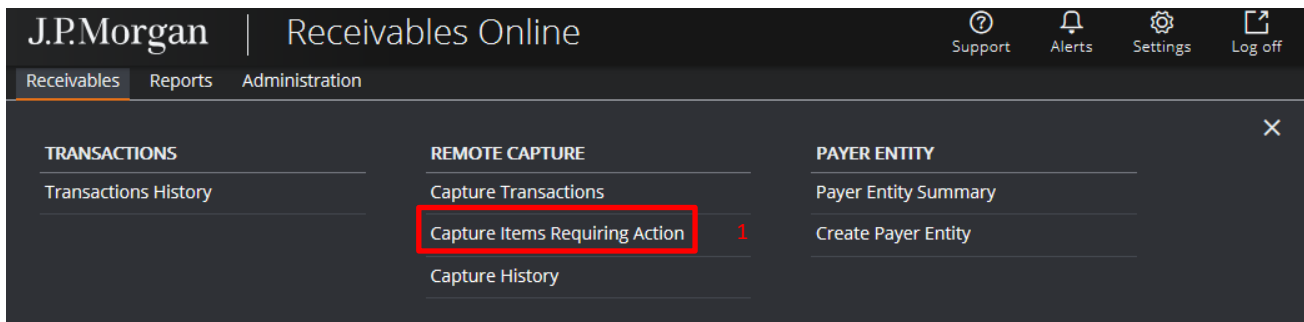 J.P.Morgan | Receivables Online
Support Alerts Settings Log off
Receivables Reports Administration
TRANSACTIONS
Transactions History
REMOTE CAPTURE
Capture Transactions
Capture Items Requiring Action 1
Capture History
PAYER ENTITY
Payer Entity Summary
Create Payer Entity